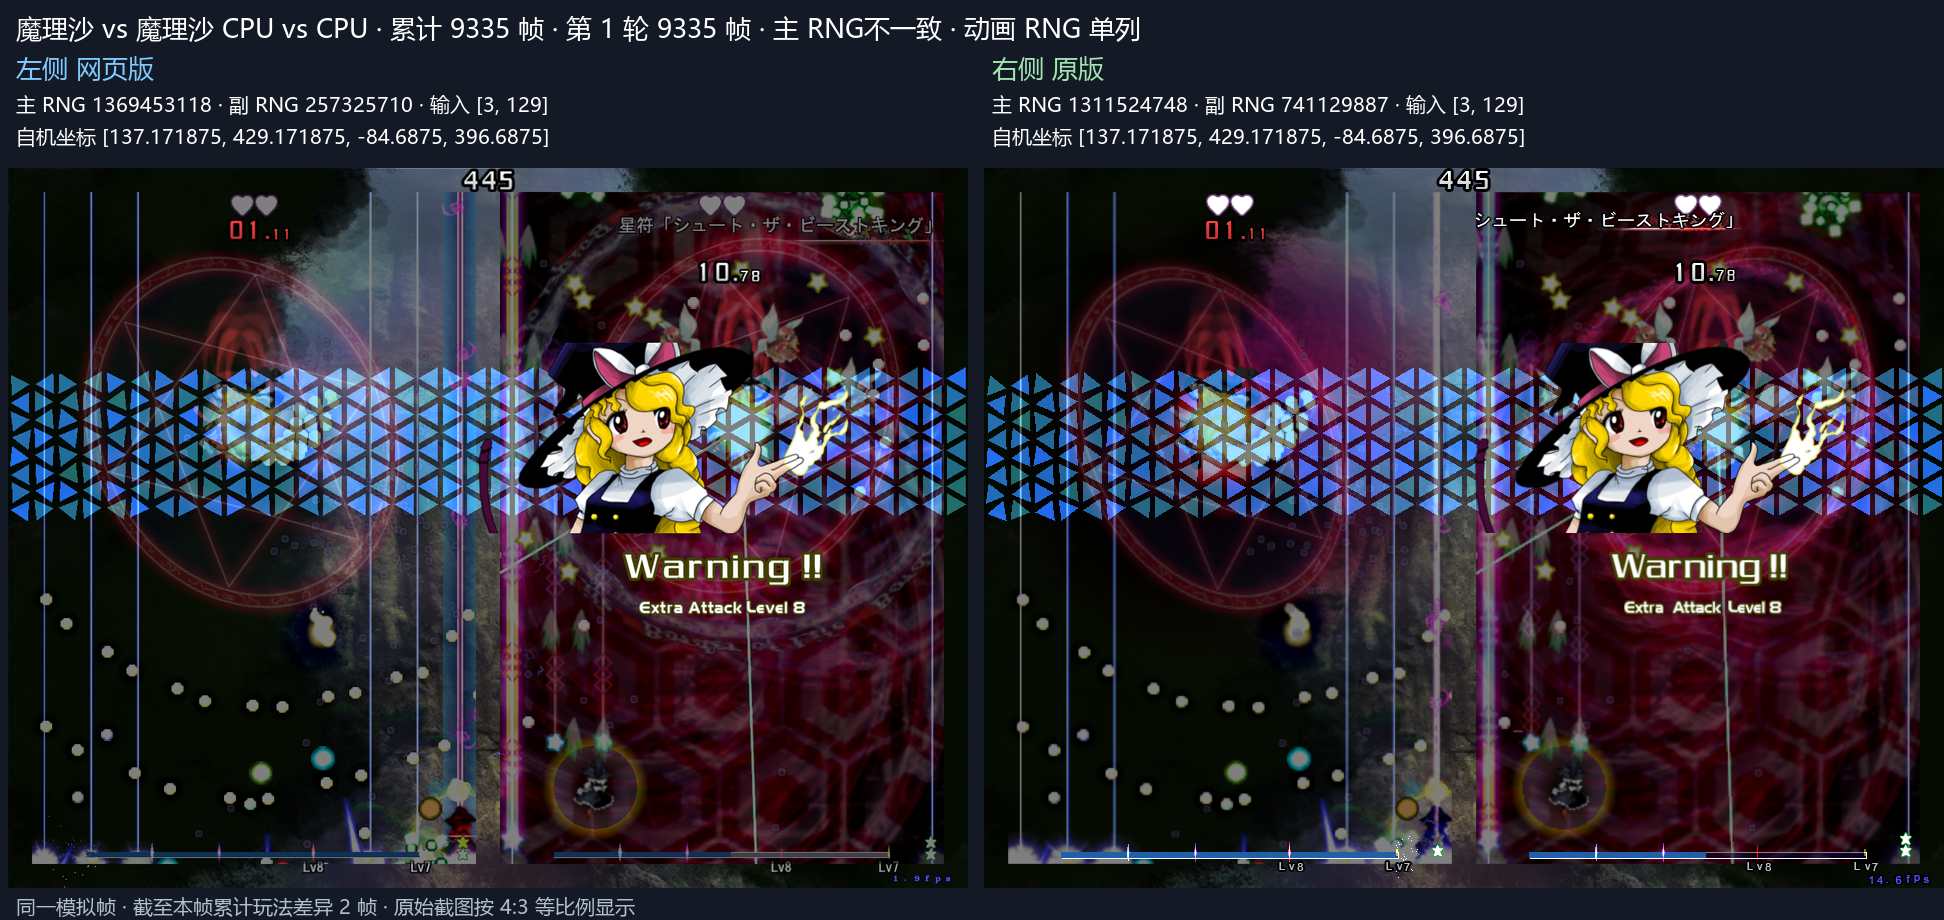 魔理沙 vs 魔理沙 CPU vs CPU · 累计 9335 帧 · 第 1 轮 9335 帧 · 主 RNG不一致 · 动画 RNG 单列
左侧 网页版
主 RNG 1369453118 · 副 RNG 257325710 · 输入 [3, 129]
自机坐标 [137.171875, 429.171875, -84.6875, 396.6875]
右侧 原版
主 RNG 1311524748 · 副 RNG 741129887 · 输入 [3, 129]
自机坐标 [137.171875, 429.171875, -84.6875, 396.6875]
445
01.11
星符「シュート・ザ・ビーストキング」
10.78
Warning !!
Extra Attack Level 8
Lv8
Lv7
Lv8
Lv7
1.9fps
445
01.11
シュート・ザ・ビーストキング」
10.78
Warning !!
Extra Attack Level 8
Lv8
Lv7
Lv8
Lv7
14.6fps
同一模拟帧 · 截至本帧累计玩法差异 2 帧 · 原始截图按 4:3 等比例显示